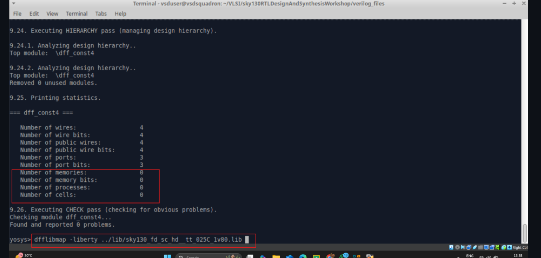 Terminal - vsduser@vsdsquadron: ~/VLSI/sky130RTLDesignAndSynthesisWorkshop/verilog_files
File Edit View Terminal Tabs Help
9.24. Executing HIERARCHY pass (managing design hierarchy).
9.24.1. Analyzing design hierarchy..
Top module:  \dff_const4
9.24.2. Analyzing design hierarchy..
Top module:  \dff_const4
Removed 0 unused modules.
9.25. Printing statistics.
=== dff_const4 ===
Number of wires: 4
Number of wire bits: 4
Number of public wires: 4
Number of public wire bits: 4
Number of ports: 3
Number of port bits: 3
Number of memories: 0
Number of memory bits: 0
Number of processes: 0
Number of cells: 0
9.26. Executing CHECK pass (checking for obvious problems).
Checking module dff_const4...
Found and reported 0 problems.
yosys> dfflibmap -liberty ../lib/sky130_fd_sc_hd__tt_025C_1v80.lib
Right Ctrl
Search